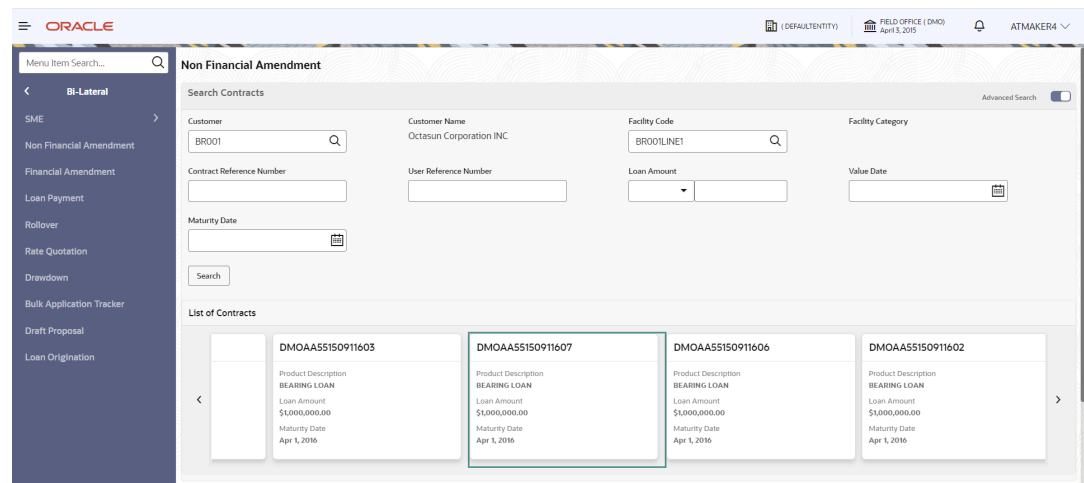 ORACLE
( DEFAULTENTITY)
FIELD OFFICE ( DMO)
April 3, 2015
ATMAKER4
Menu Item Search...
Bi-Lateral
SME
Non Financial Amendment
Financial Amendment
Loan Payment
Rollover
Rate Quotation
Drawdown
Bulk Application Tracker
Draft Proposal
Loan Origination
Non Financial Amendment
Search Contracts
Advanced Search
Customer
BR001
Customer Name
Octasun Corporation INC
Facility Code
BR001LINE1
Facility Category
Contract Reference Number
User Reference Number
Loan Amount
Value Date
Maturity Date
Search
List of Contracts
DMOAA55150911603
Product Description
BEARING LOAN
Loan Amount
$1,000,000.00
Maturity Date
Apr 1, 2016
DMOAA55150911607
Product Description
BEARING LOAN
Loan Amount
$1,000,000.00
Maturity Date
Apr 1, 2016
DMOAA55150911606
Product Description
BEARING LOAN
Loan Amount
$1,000,000.00
Maturity Date
Apr 1, 2016
DMOAA55150911602
Product Description
BEARING LOAN
Loan Amount
$1,000,000.00
Maturity Date
Apr 1, 2016